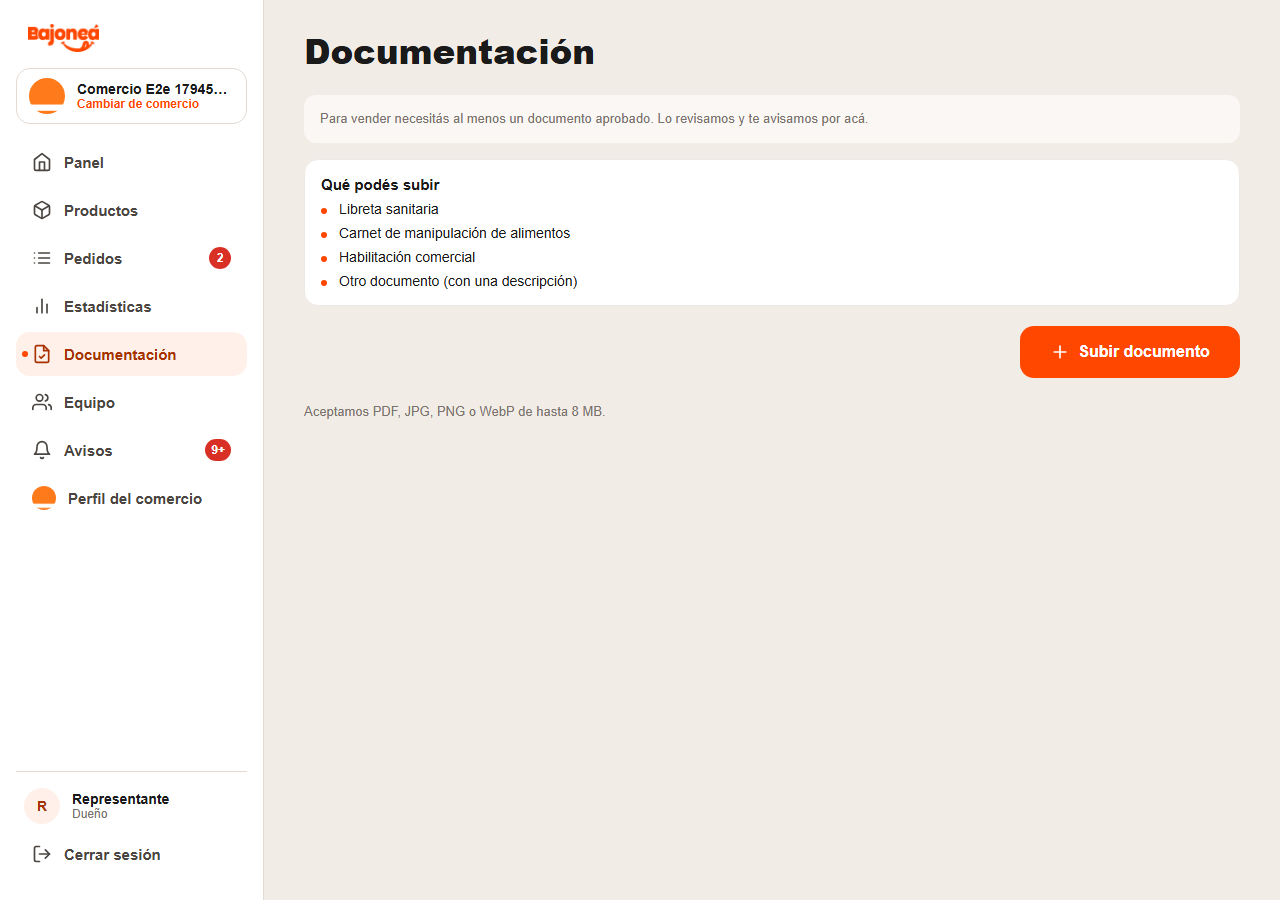 Bajoneá
Comercio E2e 17945...
Cambiar de comercio
Panel
Productos
Pedidos 2
Estadísticas
Documentación
Equipo
Avisos 9+
Perfil del comercio
R
Representante
Dueño
Cerrar sesión
Documentación
Para vender necesitás al menos un documento aprobado. Lo revisamos y te avisamos por acá.
Qué podés subir
Libreta sanitaria
Carnet de manipulación de alimentos
Habilitación comercial
Otro documento (con una descripción)
Subir documento
Aceptamos PDF, JPG, PNG o WebP de hasta 8 MB.